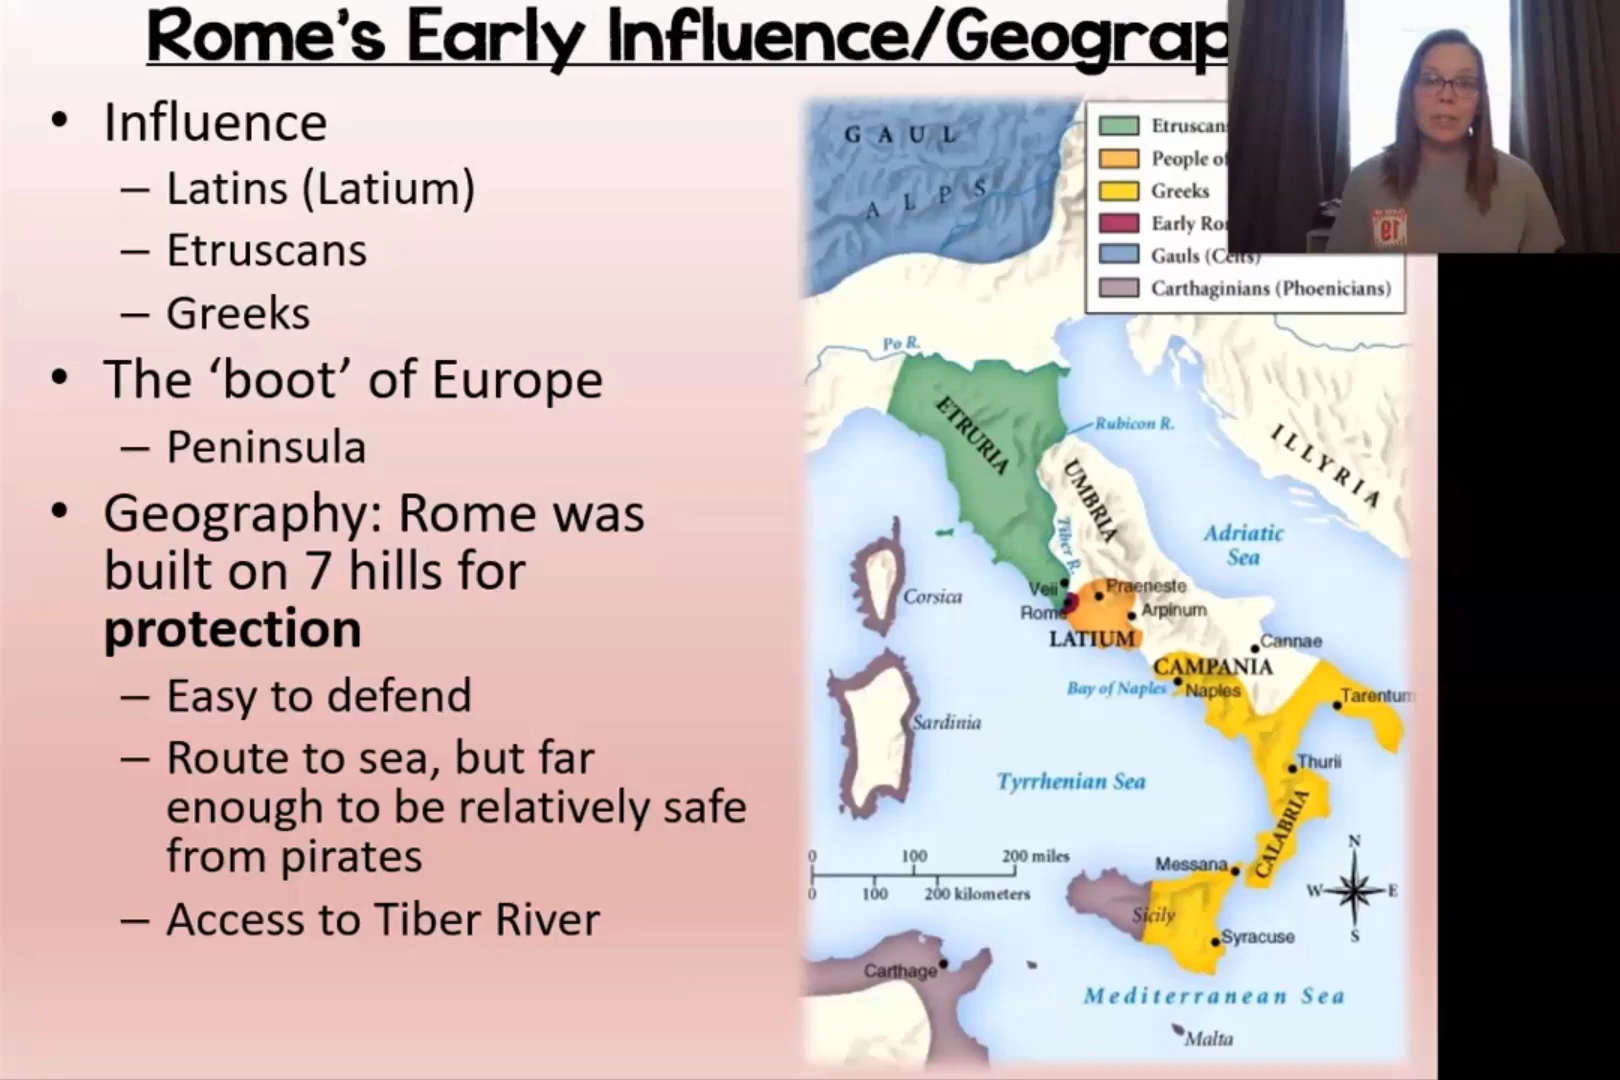 Rome's Early Influence/Geograp
• Influence
– Latins (Latium)
– Etruscans
– Greeks
• The 'boot' of Europe
– Peninsula
• Geography: Rome was
built on 7 hills for
protection
– Easy to defend
– Route to sea, but far
enough to be relatively safe
from pirates
– Access to Tiber River
GAUL
ALPS
Etruscan
People of
Greeks
Early Ro
Gauls (Celts)
Carthaginians (Phoenicians)
Po R.
ETRURIA
Rubicon R.
ILLYRIA
UMBRIA
Tiber R.
Adriatic
Sea
Corsica
Veii
Praeneste
Rome
Arpinum
LATIUM
Cannae
CAMPANIA
Bay of Naples
Naples
Tarentum
Sardinia
Thurii
Tyrrhenian Sea
CALABRIA
0 100 200 miles
0 100 200 kilometers
Messana
N
W E
S
Sicily
Syracuse
Carthage
Mediterranean Sea
Malta
19